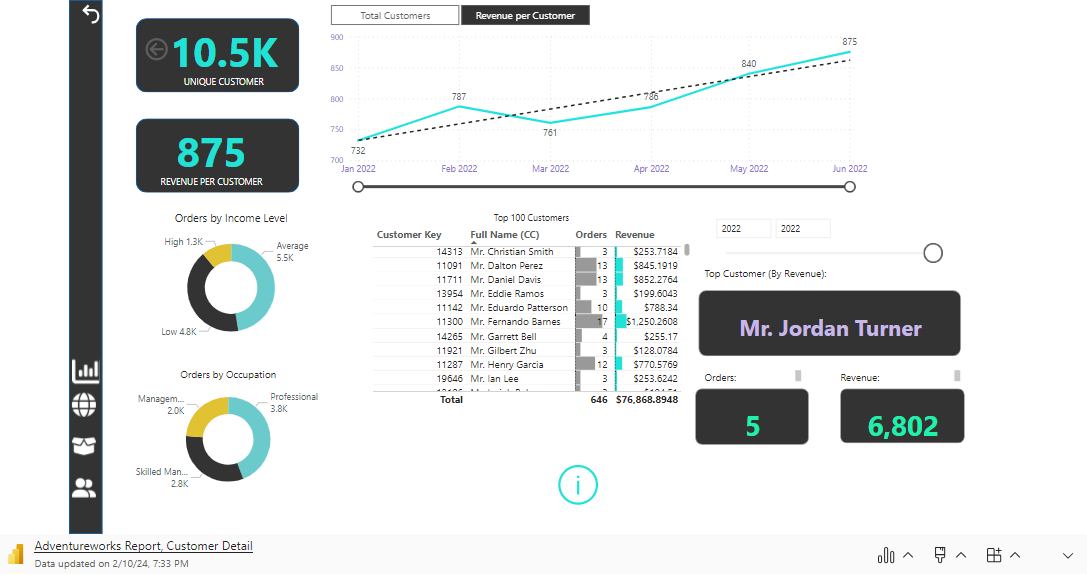 10.5K
UNIQUE CUSTOMER
875
REVENUE PER CUSTOMER
Total Customers
Revenue per Customer
900
850
800
750
700
732
787
761
786
840
875
Jan 2022
Feb 2022
Mar 2022
Apr 2022
May 2022
Jun 2022
Orders by Income Level
High 1.3K
Average
5.5K
Low 4.8K
Orders by Occupation
Managem...
2.0K
Professional
3.8K
Skilled Man...
2.8K
Top 100 Customers
Customer Key Full Name (CC) Orders Revenue
14313 Mr. Christian Smith 3 $253.7184
11091 Mr. Dalton Perez 13 $845.1919
11711 Mr. Daniel Davis 13 $852.2764
13954 Mr. Eddie Ramos 3 $199.6043
11142 Mr. Eduardo Patterson 10 $788.34
11300 Mr. Fernando Barnes 17 $1,250.2608
14265 Mr. Garrett Bell 4 $255.17
11921 Mr. Gilbert Zhu 3 $128.0784
11287 Mr. Henry Garcia 12 $770.5769
19646 Mr. Ian Lee 3 $253.6242
Total 646 $76,868.8948
2022
2022
Top Customer (By Revenue):
Mr. Jordan Turner
Orders:
5
Revenue:
6,802
i
Adventureworks Report, Customer Detail
Data updated on 2/10/24, 7:33 PM